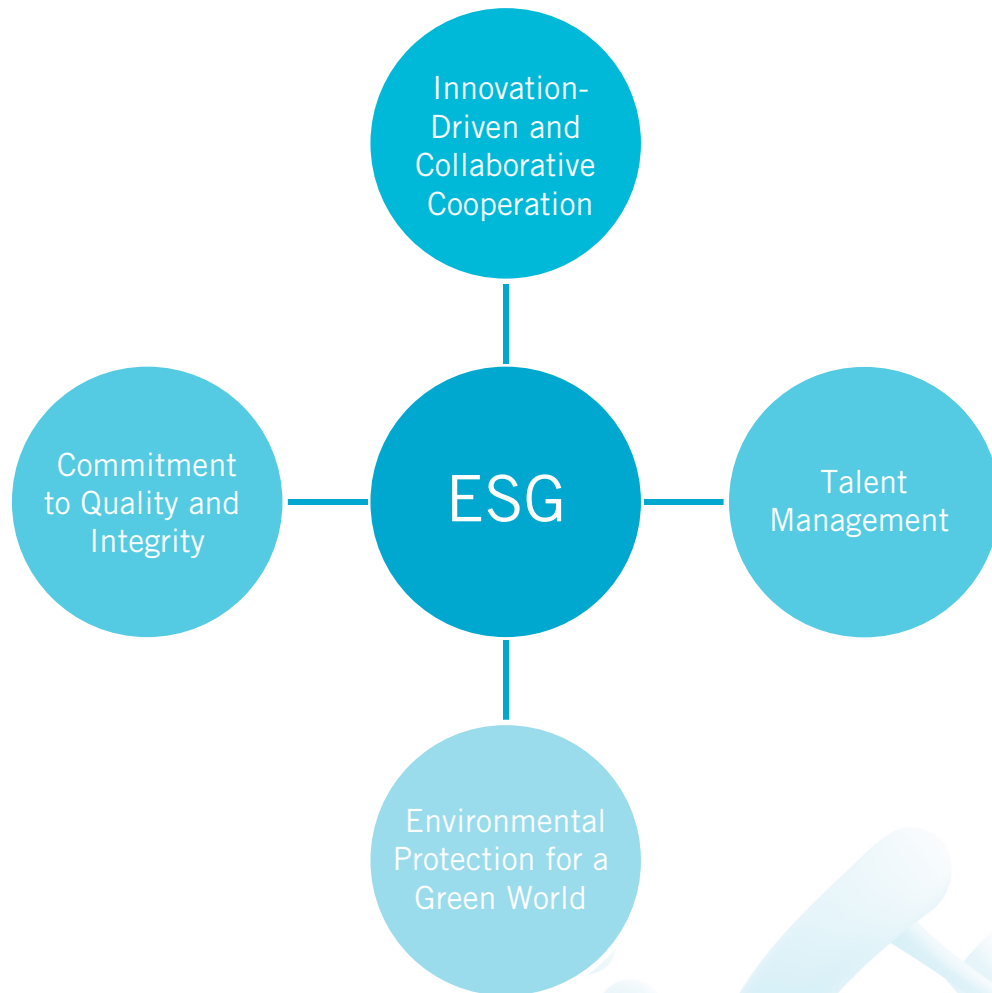 Innovation-
Driven and
Collaborative
Cooperation
Commitment
to Quality and
Integrity
ESG
Talent
Management
Environmental
Protection for a
Green World